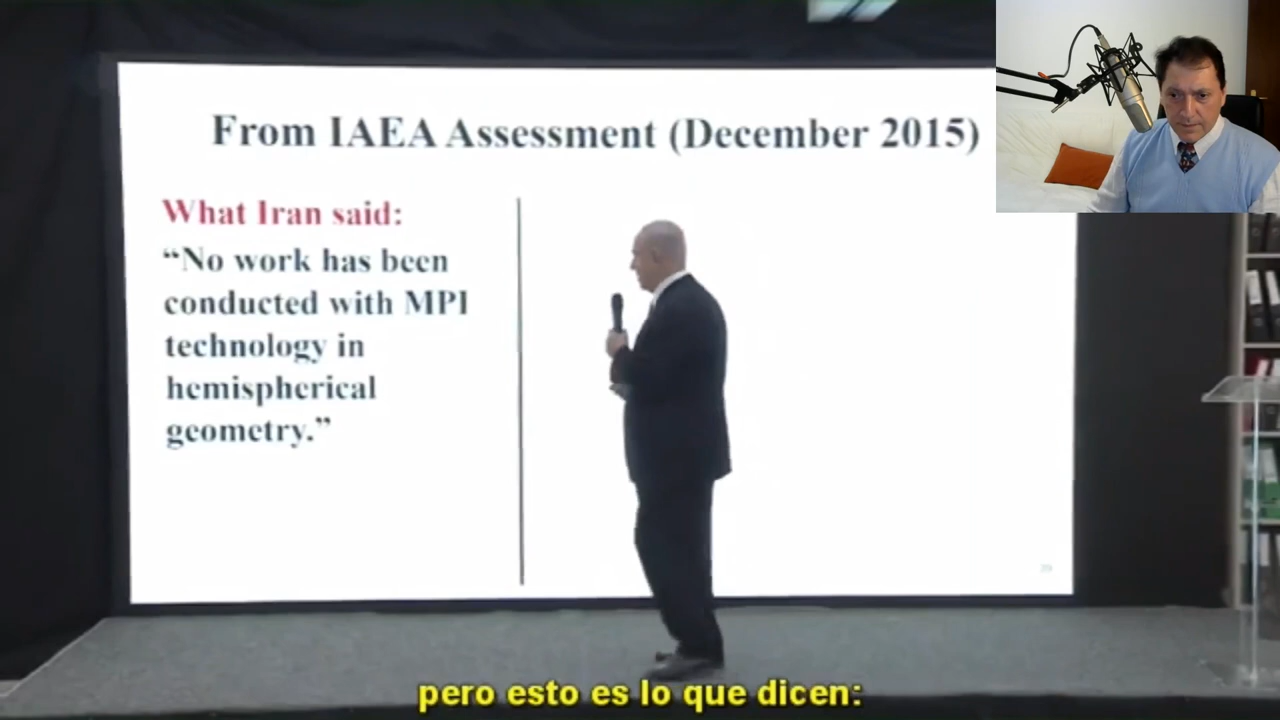 From IAEA Assessment (December 2015)
What Iran said:
“No work has been
conducted with MPI
technology in
hemispherical
geometry.”
pero esto es lo que dicen: